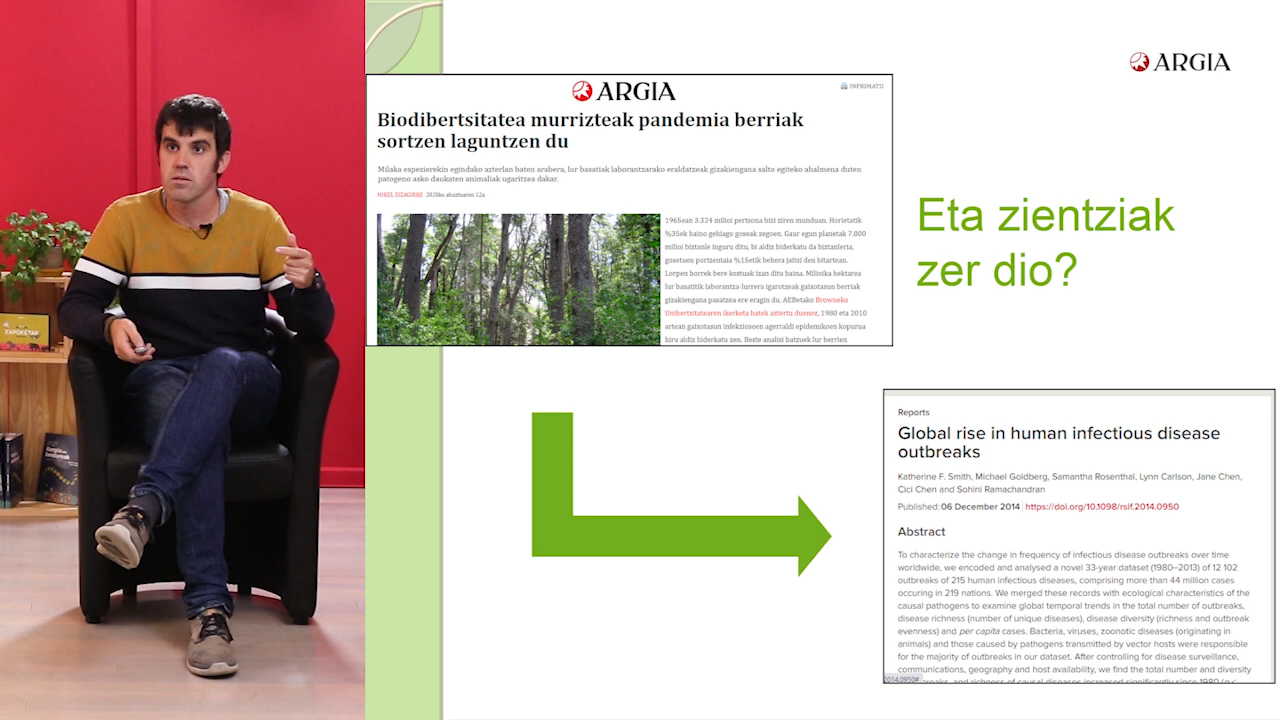 ARGIA
ARGIA
INPRIMATU
Biodibertsitatea murrizteak pandemia berriak
sortzen laguntzen du
Milaka espezierekin egindako azterlan baten arabera, lur basatiak laborantzarako eraldatzeak gizakiengana salto egiteko ahalmena duten
patogeno asko daukaten animaliak ugaritzea dakar.
MIKEL EIZAGIRRE 2020ko abuztuaren 12a
1965ean 3.324 milioi pertsona bizi ziren munduan. Horietatik
%35ek baino gehiago goseak zegoen. Gaur egun planetak 7.800
milioi biztanle inguru ditu, bi aldiz biderkatu da biztanleria,
gosetuen portzentaia %15etik behera jaitsi den bitartean.
Lorpen horrek bere kostuak izan ditu baina. Milioika hektarea
lur basatitik laborantza-lurrera igarotzeak gaixotasun berriak
gizakiengana pasatzea ere eragin du. AEBetako Browneko
Unibertsitatearen ikerketa batek aztertu duenez, 1980 eta 2010
artean gaixotasun infekziosoen agerraldi epidemikoen kopurua
hiru aldiz biderkatu zen. Beste analisi batzuek lur berrien
Eta zientziak
zer dio?
Reports
Global rise in human infectious disease
outbreaks
Katherine F. Smith, Michael Goldberg, Samantha Rosenthal, Lynn Carlson, Jane Chen,
Cici Chen and Sohini Ramachandran
Published: 06 December 2014 https://doi.org/10.1098/rsif.2014.0950
Abstract
To characterize the change in frequency of infectious disease outbreaks over time
worldwide, we encoded and analysed a novel 33-year dataset (1980–2013) of 12 102
outbreaks of 215 human infectious diseases, comprising more than 44 million cases
occuring in 219 nations. We merged these records with ecological characteristics of the
causal pathogens to examine global temporal trends in the total number of outbreaks,
disease richness (number of unique diseases), disease diversity (richness and outbreak
evenness) and per capita cases. Bacteria, viruses, zoonotic diseases (originating in
animals) and those caused by pathogens transmitted by vector hosts were responsible
for the majority of outbreaks in our dataset. After controlling for disease surveillance,
communications, geography and host availability, we find the total number and diversity
of causal diseases increased significantly since 1980
2014.0950#